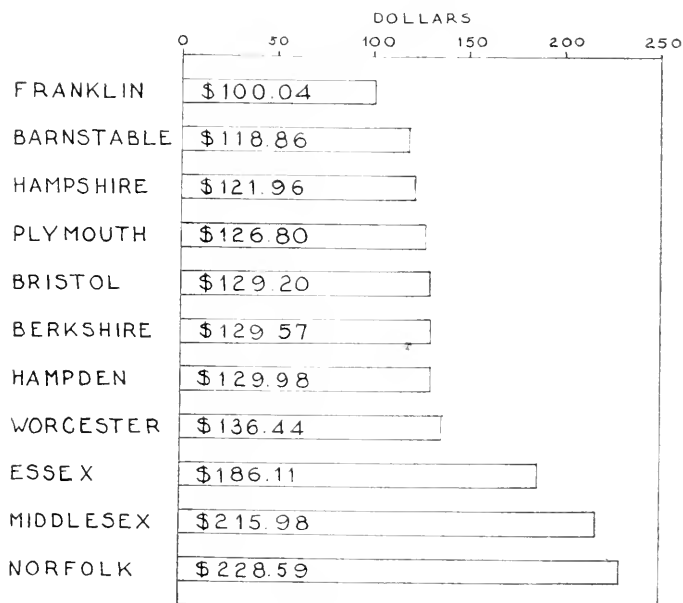 DOLLARS
0 50 100 150 200 250
FRANKLIN $100.04
BARNSTABLE $118.86
HAMPSHIRE $121.96
PLYMOUTH $126.80
BRISTOL $129.20
BERKSHIRE $129 57
HAMPDEN $129.98
WORCESTER $136.44
ESSEX $186.11
MIDDLESEX $215.98
NORFOLK $228.59